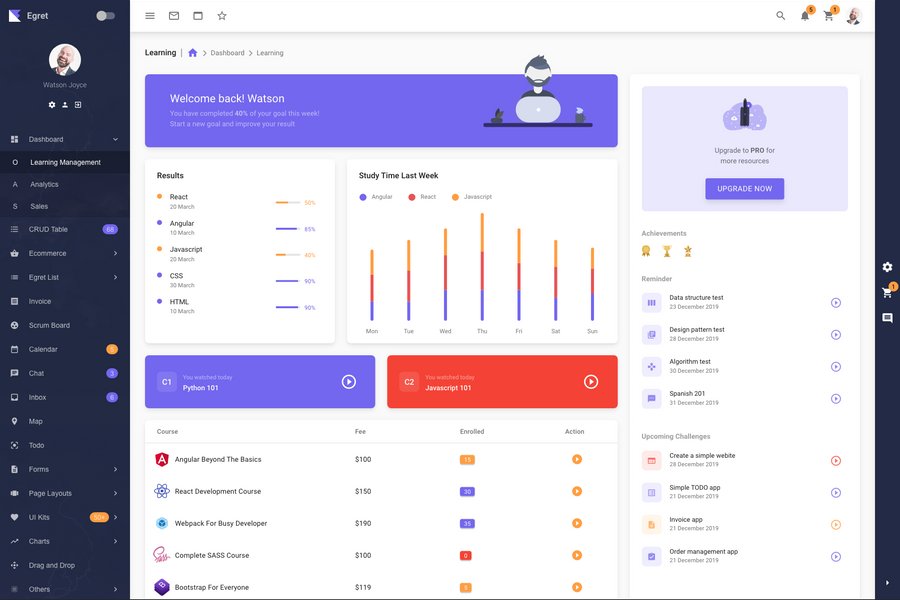 Egret
Watson Joyce
Dashboard
O Learning Management
A Analytics
S Sales
CRUD Table 68
Ecommerce
Egret List
Invoice
Scrum Board
Calendar
Chat 3
Inbox
Map
Todo
Forms
Page Layouts
UI Kits 50+
Charts
Drag and Drop
Others
5
1
Learning
Dashboard
Learning
Welcome back! Watson
You have completed 40% of your goal this week!
Start a new goal and improve your result
Results
React
20 March
50%
Angular
10 March
85%
Javascript
20 March
40%
CSS
30 March
90%
HTML
10 March
90%
Study Time Last Week
Angular React Javascript
Mon Tue Wed Thu Fri Sat Sun
C1
You watched today
Python 101
C2
You watched today
Javascript 101
Course Fee Enrolled Action
Angular Beyond The Basics $100 15
React Development Course $150 30
Webpack For Busy Developer $190 35
Complete SASS Course $100 0
Bootstrap For Everyone $119
Upgrade to PRO for
more resources
UPGRADE NOW
Achievements
Reminder
Data structure test
23 December 2019
Design pattern test
28 December 2019
Algorithm test
30 December 2019
Spanish 201
31 December 2019
Upcoming Challenges
Create a simple webite
28 December 2019
Simple TODO app
21 December 2019
Invoice app
21 December 2019
Order management app
21 December 2019
1